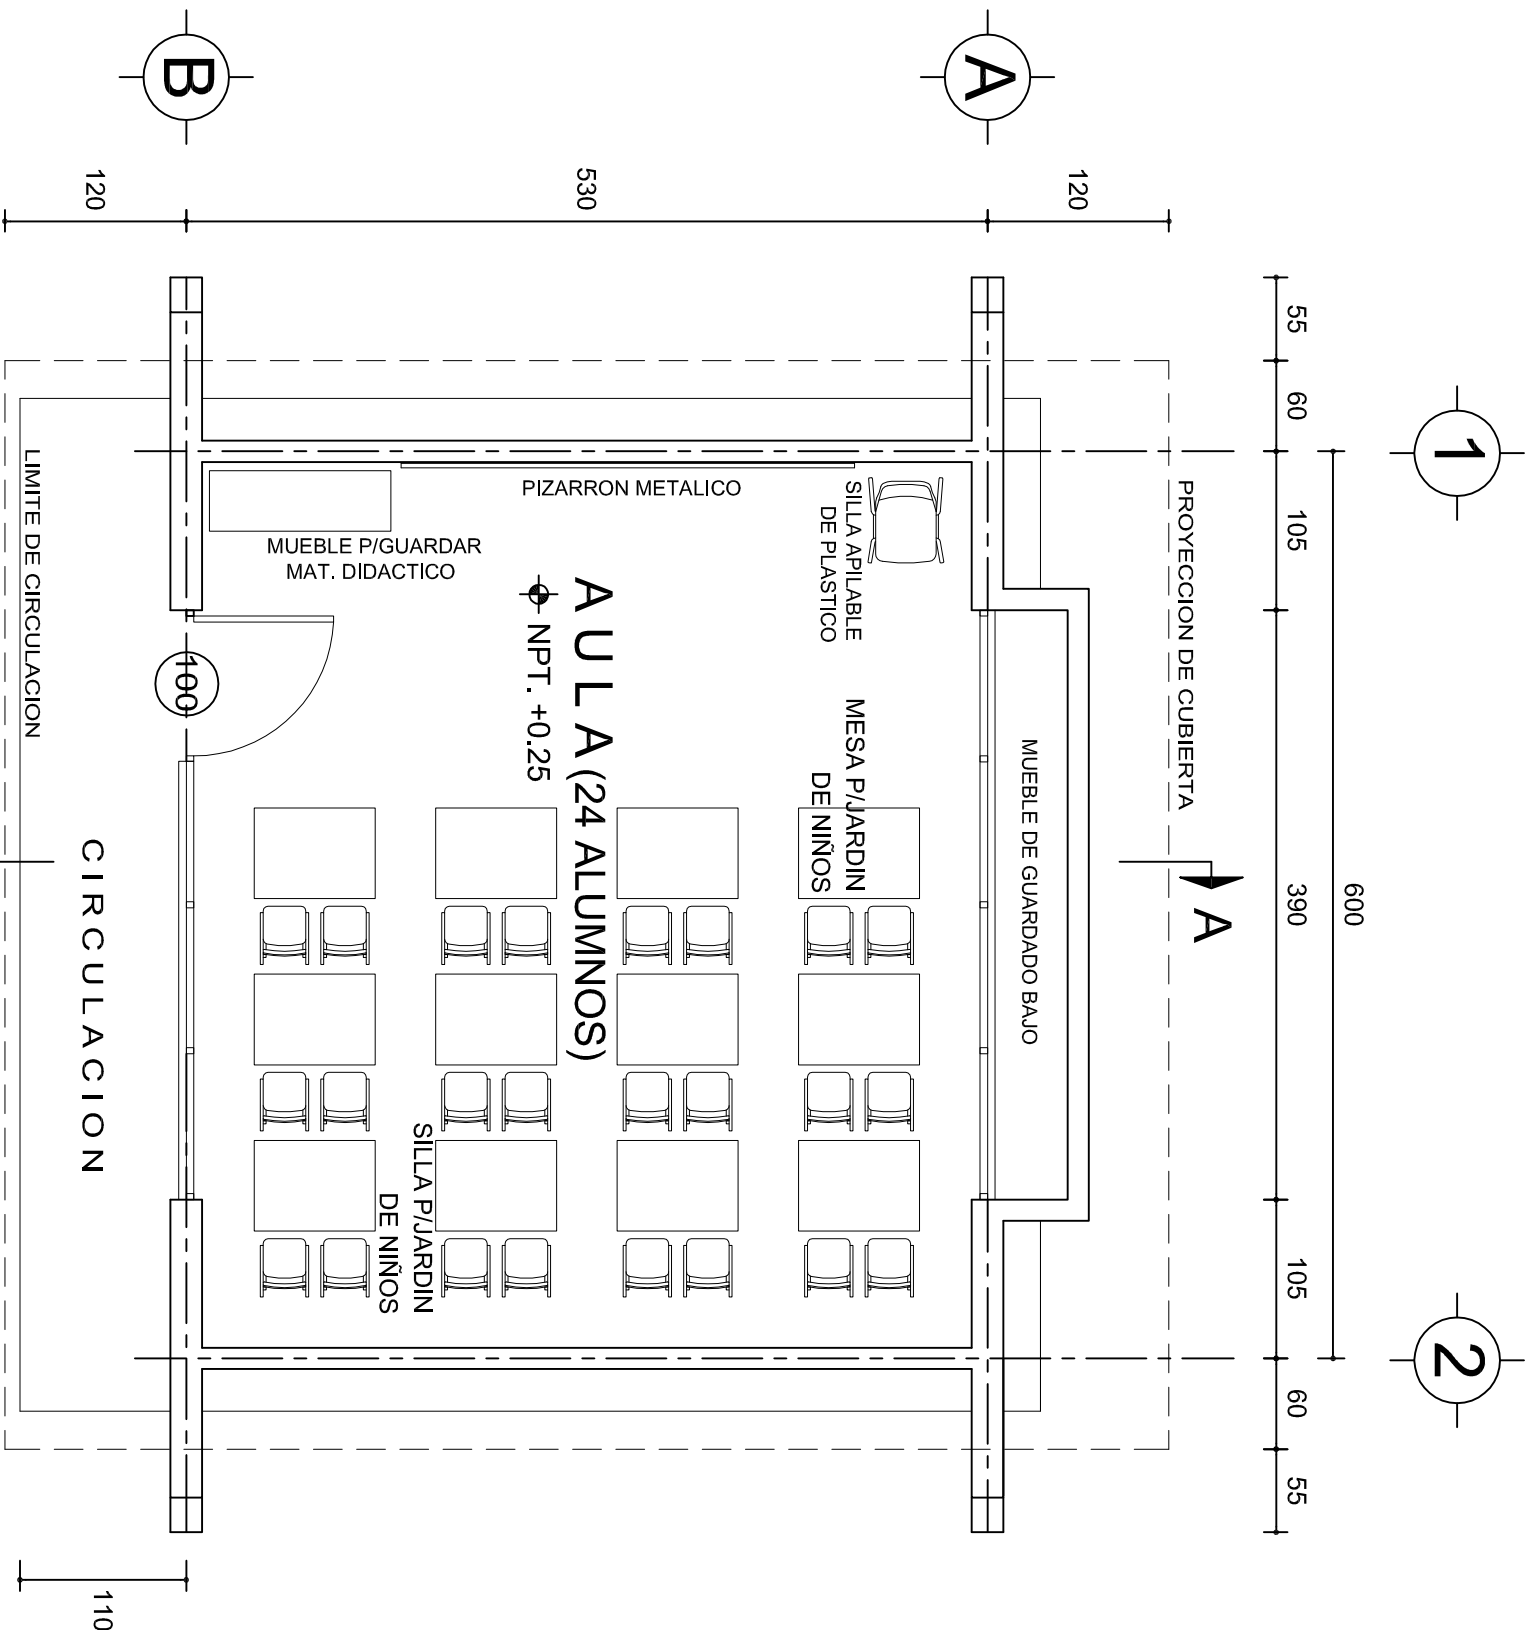 1
2
600
55
60
105
390
105
60
55
A
PROYECCION DE CUBIERTA
120
A
530
B
120
110
MUEBLE DE GUARDADO BAJO
SILLA APILABLE
DE PLASTICO
MESA P/JARDIN
DE NIÑOS
PIZARRON METALICO
A U L A (24 ALUMNOS)
NPT. +0.25
MUEBLE P/GUARDAR
MAT. DIDACTICO
SILLA P/JARDIN
DE NIÑOS
100
C I R C U L A C I O N
LIMITE DE CIRCULACION